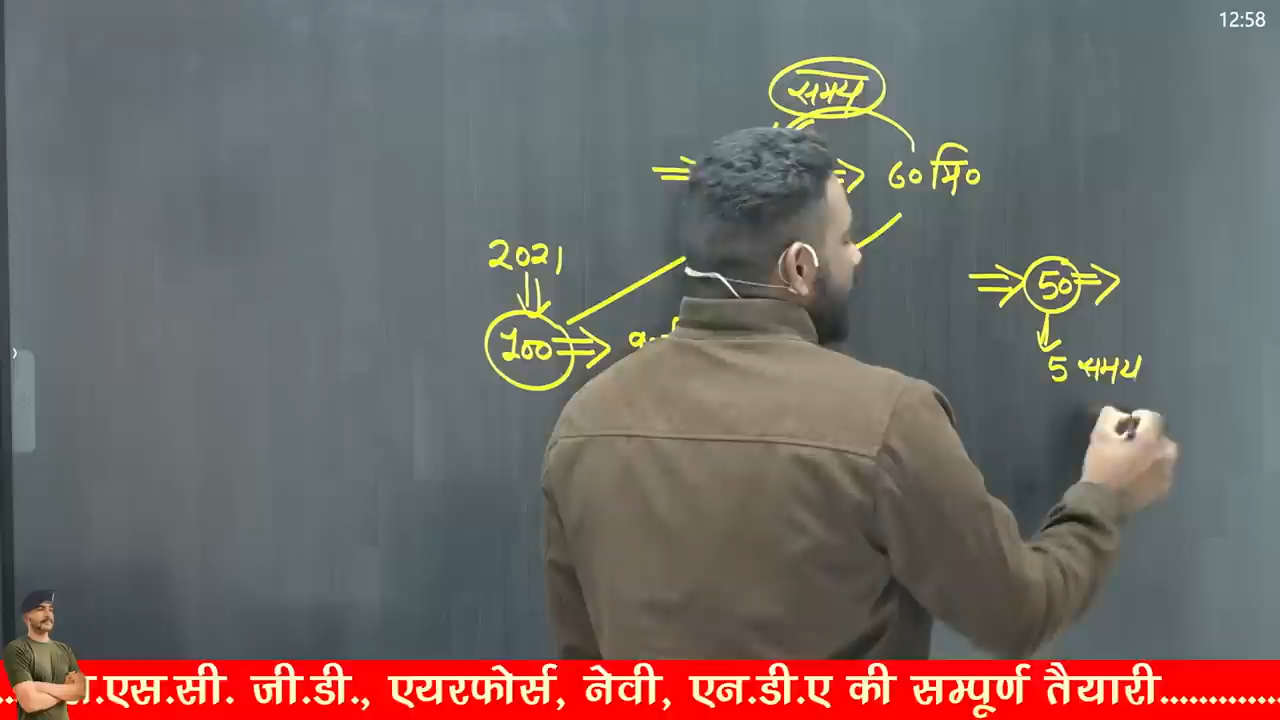 12:58
समय
60 मि०
2021
100
50
5 समय
.एस.सी. जी.डी., एयरफोर्स, नेवी, एन.डी.ए की सम्पूर्ण तैयारी.............